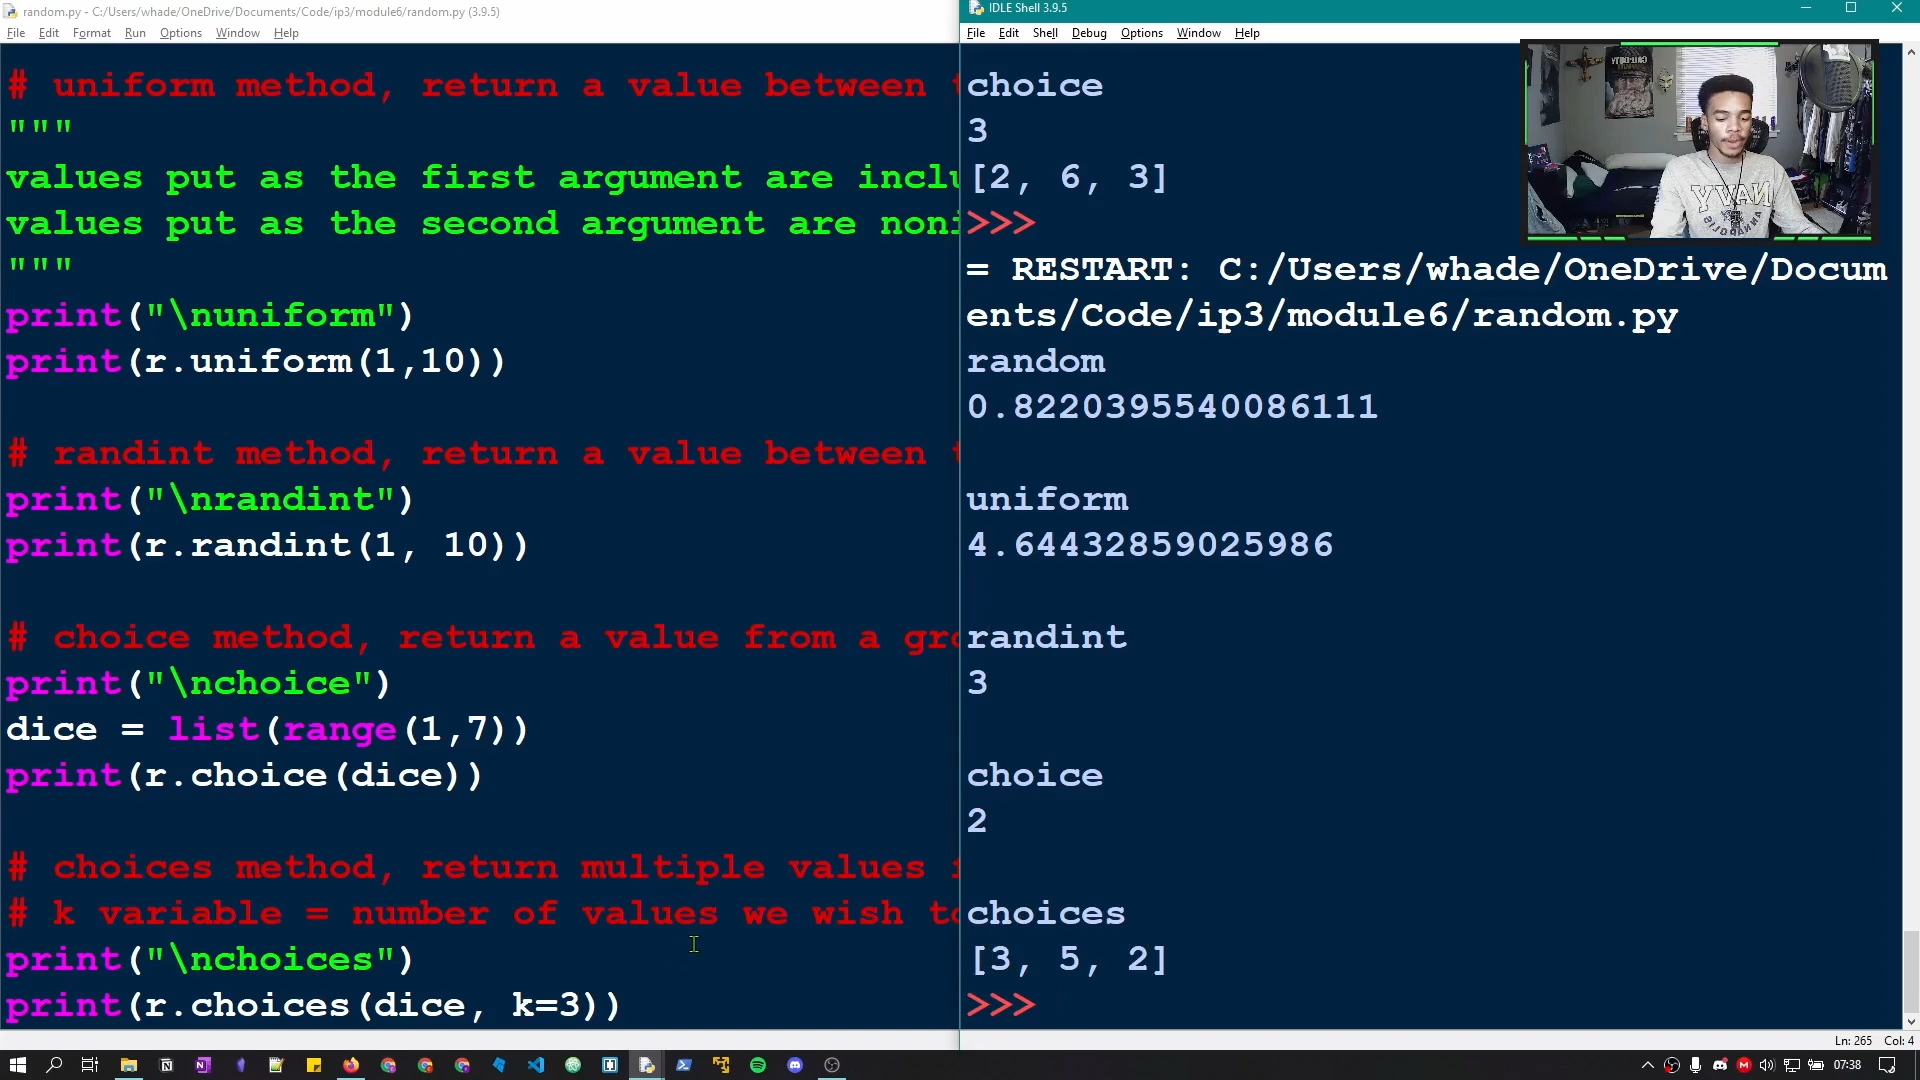 random.py - C:/Users/whade/OneDrive/Documents/Code/ip3/module6/random.py (3.9.5)
File Edit Format Run Options Window Help
# uniform method, return a value between
"""
values put as the first argument are
values put as the second argument are
"""
print("\nuniform")
print(r.uniform(1,10))
# randint method, return a value between
print("\nrandint")
print(r.randint(1, 10))
# choice method, return a value from a
print("\nchoice")
dice = list(range(1,7))
print(r.choice(dice))
# choices method, return multiple values
# k variable = number of values we wish
print("\nchoices")
print(r.choices(dice, k=3))
IDLE Shell 3.9.5
File Edit Shell Debug Options Window Help
choice
3
[2, 6, 3]
>>>
= RESTART: C:/Users/whade/OneDrive/Docum
ents/Code/ip3/module6/random.py
random
0.8220395540086111
uniform
4.64432859025986
randint
3
choice
2
choices
[3, 5, 2]
>>>
Ln: 265 Col: 4
07:38
NAVY